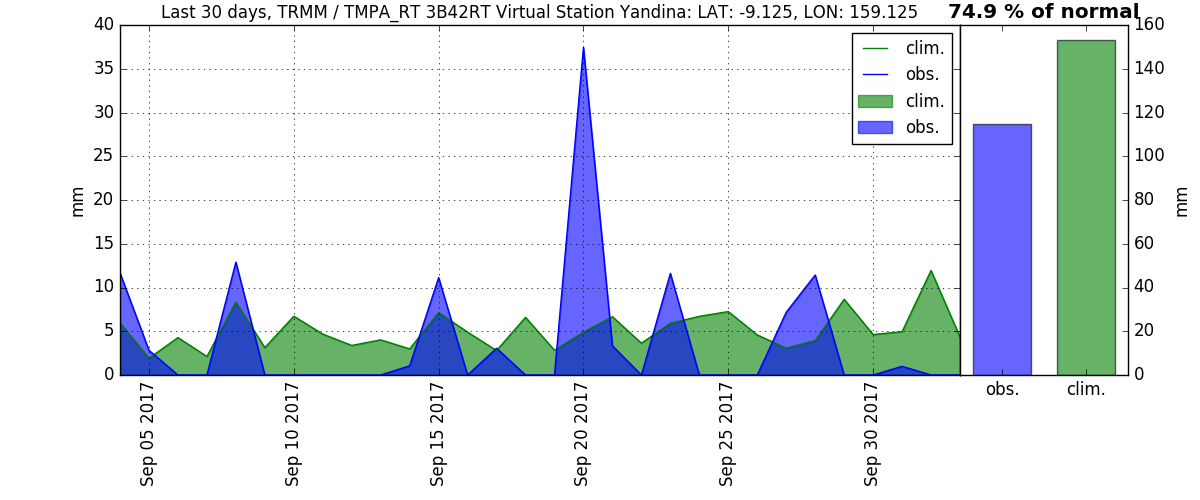 Last 30 days, TRMM / TMPA_RT 3B42RT Virtual Station Yandina: LAT: -9.125, LON: 159.125
74.9 % of normal
40
35
30
25
20
15
10
5
0
mm
clim.
obs.
clim.
obs.
160
140
120
100
80
60
40
20
0
mm
Sep 05 2017
Sep 10 2017
Sep 15 2017
Sep 20 2017
Sep 25 2017
Sep 30 2017
obs.
clim.